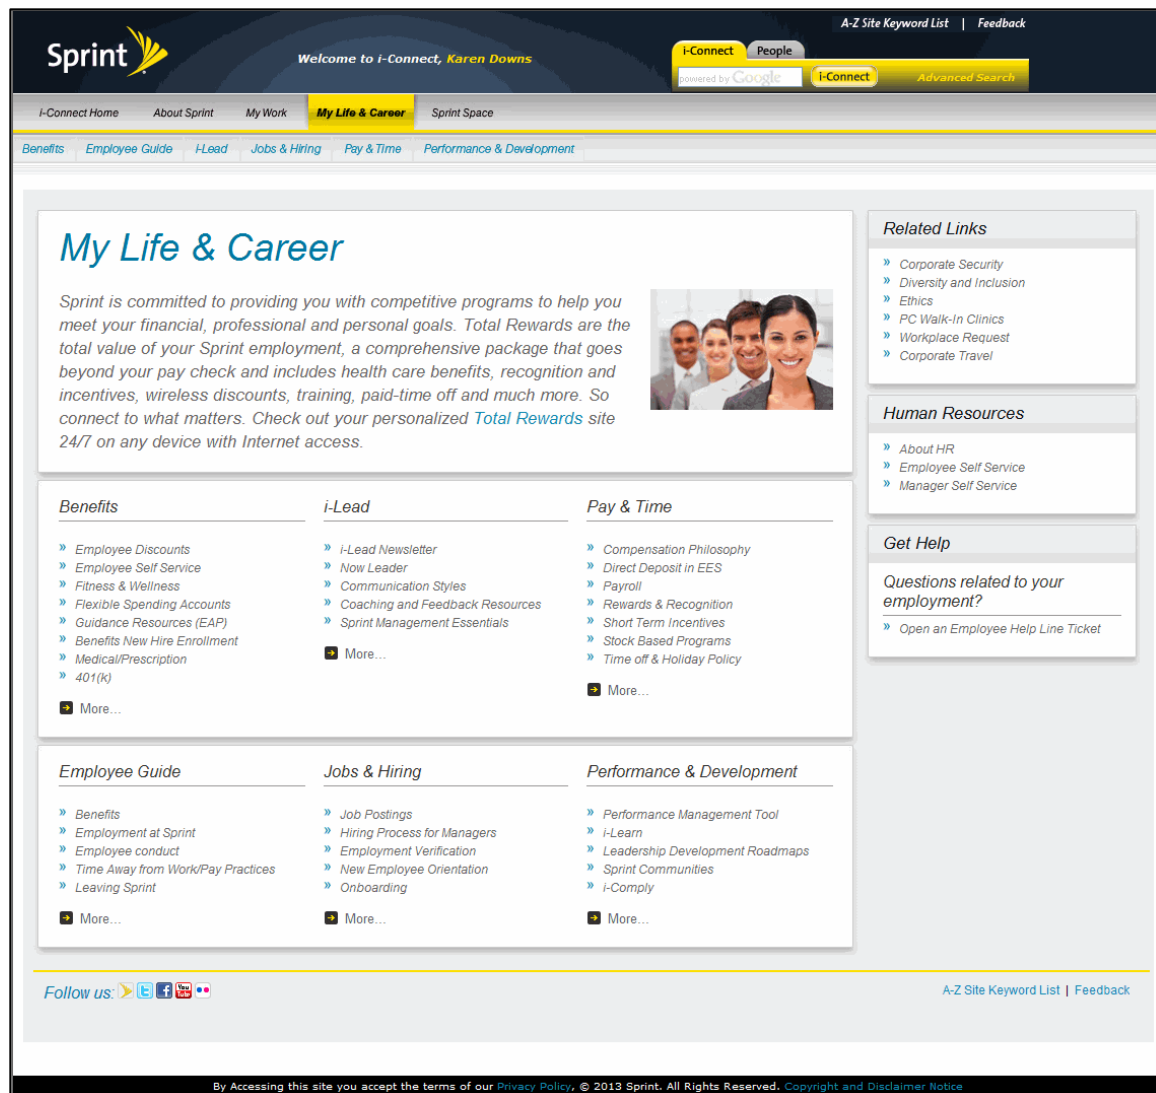 A-Z Site Keyword List | Feedback
Sprint
Welcome to i-Connect, Karen Downs
i-Connect People
powered by Google i-Connect Advanced Search
i-Connect Home About Sprint My Work My Life & Career Sprint Space
Benefits Employee Guide i-Lead Jobs & Hiring Pay & Time Performance & Development
My Life & Career
Sprint is committed to providing you with competitive programs to help you
meet your financial, professional and personal goals. Total Rewards are the
total value of your Sprint employment, a comprehensive package that goes
beyond your pay check and includes health care benefits, recognition and
incentives, wireless discounts, training, paid-time off and much more. So
connect to what matters. Check out your personalized Total Rewards site
24/7 on any device with Internet access.
Benefits
» Employee Discounts
» Employee Self Service
» Fitness & Wellness
» Flexible Spending Accounts
» Guidance Resources (EAP)
» Benefits New Hire Enrollment
» Medical/Prescription
» 401(k)
More...
i-Lead
» i-Lead Newsletter
» Now Leader
» Communication Styles
» Coaching and Feedback Resources
» Sprint Management Essentials
More...
Pay & Time
» Compensation Philosophy
» Direct Deposit in EES
» Payroll
» Rewards & Recognition
» Short Term Incentives
» Stock Based Programs
» Time off & Holiday Policy
More...
Employee Guide
» Benefits
» Employment at Sprint
» Employee conduct
» Time Away from Work/Pay Practices
» Leaving Sprint
More...
Jobs & Hiring
» Job Postings
» Hiring Process for Managers
» Employment Verification
» New Employee Orientation
» Onboarding
More...
Performance & Development
» Performance Management Tool
» i-Learn
» Leadership Development Roadmaps
» Sprint Communities
» i-Comply
More...
Related Links
» Corporate Security
» Diversity and Inclusion
» Ethics
» PC Walk-In Clinics
» Workplace Request
» Corporate Travel
Human Resources
» About HR
» Employee Self Service
» Manager Self Service
Get Help
Questions related to your
employment?
» Open an Employee Help Line Ticket
Follow us: You Tube
A-Z Site Keyword List | Feedback
By Accessing this site you accept the terms of our Privacy Policy, © 2013 Sprint. All Rights Reserved. Copyright and Disclaimer Notice